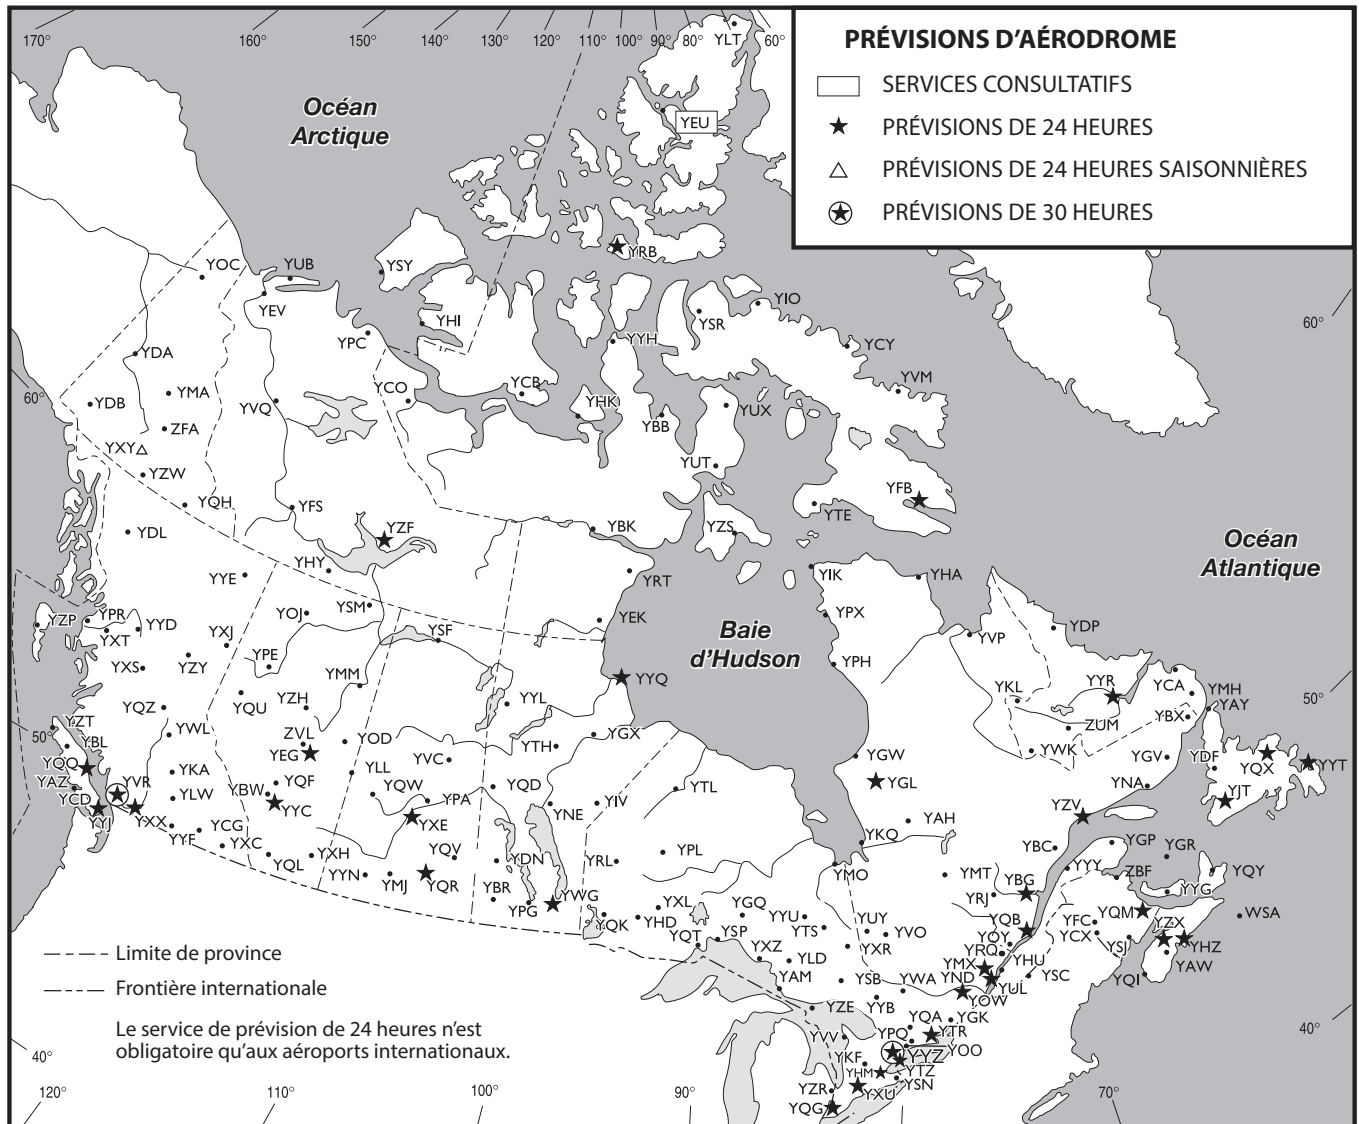 170°
160°
150°
140°
130°
120°
110°
100°
90°
80°
60°
YLT
PRÉVISIONS D'AÉRODROME
SERVICES CONSULTATIFS
PRÉVISIONS DE 24 HEURES
PRÉVISIONS DE 24 HEURES SAISONNIÈRES
PRÉVISIONS DE 30 HEURES
Océan
Arctique
YEU
YRB
YOC
YUB
YSY
YEV
YHI
YPC
YIO
YSR
YYH
YCY
60°
YDA
YVM
YCO
YCB
YMA
YDB
60°
YVQ
YHK
YBB
YUX
ZFA
YXY
YZW
YUT
YQH
YFS
YFB
YTE
YBK
YZS
YZF
YDL
Océan
Atlantique
YHY
YYE
YRT
YIK
YHA
YZP
YPR
YXT
YYD
YOJ
YSM
YXJ
YSF
YEK
YPX
Baie
d'Hudson
YVP
YDP
YXS
YZY
YPE
YMM
YPH
YYQ
YYR
YCA
YMH
YAY
50°
YKL
YQZ
YQU
YZH
YYL
ZUM
YBX
YZT
YBL
50°
YWL
ZVL
YEG
YOD
YVC
YTH
YGX
YGW
YWK
YGV
YDF
YQX
YYT
YQQ
YAZ
YCD
YVR
YKA
YLW
YBW
YQF
YYC
YLL
YQW
YPA
YQD
YTL
YGL
YNA
YJT
YYJ
YXX
YYF
YCG
YXC
YXE
YNE
YIV
YZV
YAH
YKQ
YQL
YXH
YQV
YDN
YRL
YPL
YMO
YBC
YGP
YGR
YYN
YMJ
YQR
YBR
YPG
YWG
YMT
YRJ
YBG
YYY
ZBF
YYG
YQY
YQK
YHD
YXL
YGQ
YYU
YTS
YUY
YVO
YQB
YFC
YQM
YZX
WSA
YQT
YSP
YXZ
YXR
YQY
YRQ
YCX
YSJ
YHZ
YAW
YLD
YAM
YSB
YWA
YMX
YND
YHU
YUL
YSC
YQI
YZE
YYB
YOW
YGK
YQA
YPQ
YTR
YVV
YOO
YYZ
YKF
YHM
YTZ
YSN
YXU
YZR
YQG
40°
Limite de province
Frontière internationale
Le service de prévision de 24 heures n'est
obligatoire qu'aux aéroports internationaux.
40°
120°
110°
100°
90°
70°